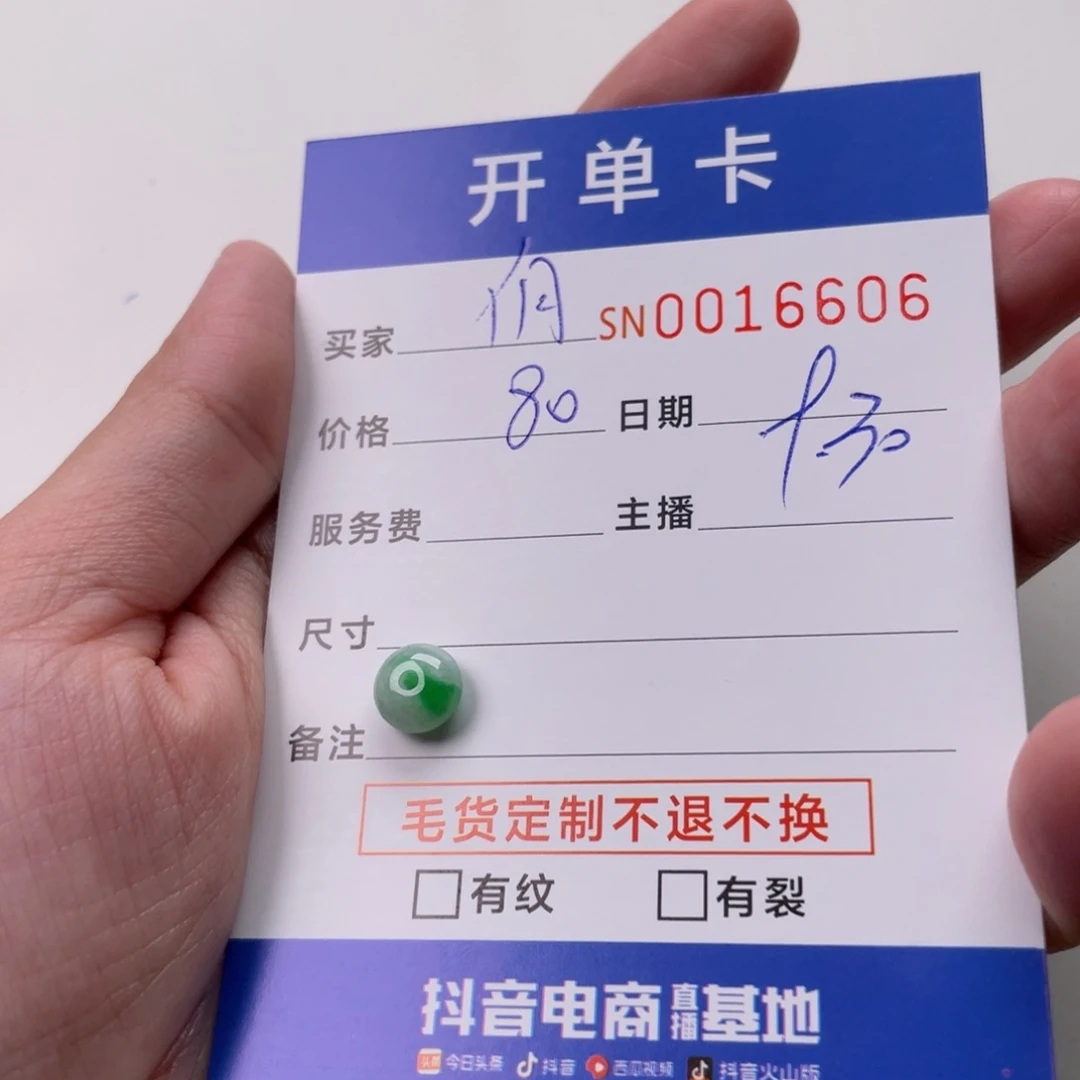 开单卡
买家 SN0016606
价格 80 日期
服务费 主播
尺寸
备注
毛货定制不退不换
有纹 有裂
抖音电商直播基地
头条 今日头条 抖音 西瓜视频 抖音火山版